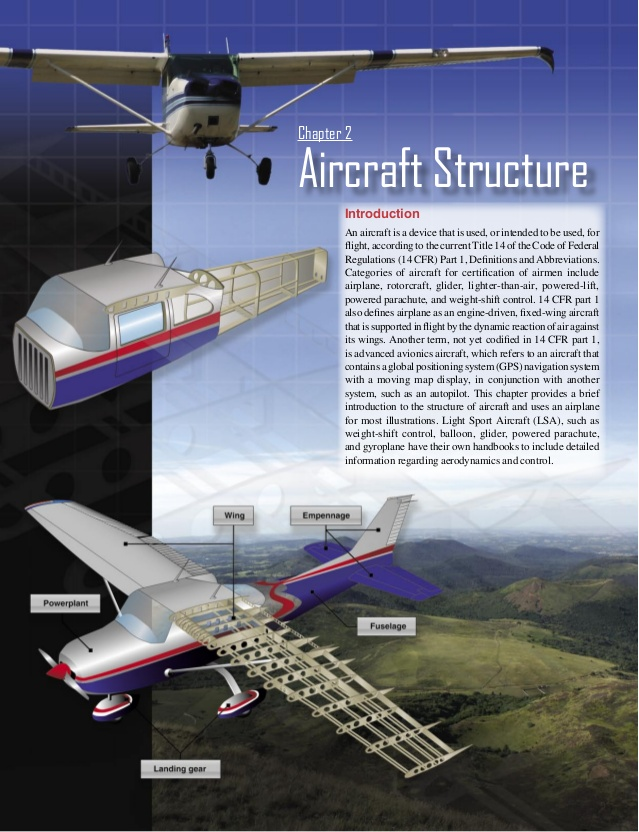 Chapter 2
Aircraft Structure
Introduction
An aircraft is a device that is used, or intended to be used, for
flight, according to the current Title 14 of the Code of Federal
Regulations (14 CFR) Part 1, Definitions and Abbreviations.
Categories of aircraft for certification of airmen include
airplane, rotorcraft, glider, lighter-than-air, powered-lift,
powered parachute, and weight-shift control. 14 CFR part 1
also defines airplane as an engine-driven, fixed-wing aircraft
that is supported in flight by the dynamic reaction of air against
its wings. Another term, not yet codified in 14 CFR part 1,
is advanced avionics aircraft, which refers to an aircraft that
contains a global positioning system (GPS) navigation system
with a moving map display, in conjunction with another
system, such as an autopilot. This chapter provides a brief
introduction to the structure of aircraft and uses an airplane
for most illustrations. Light Sport Aircraft (LSA), such as
weight-shift control, balloon, glider, powered parachute,
and gyroplane have their own handbooks to include detailed
information regarding aerodynamics and control.
Wing
Empennage
Powerplant
Fuselage
Landing gear